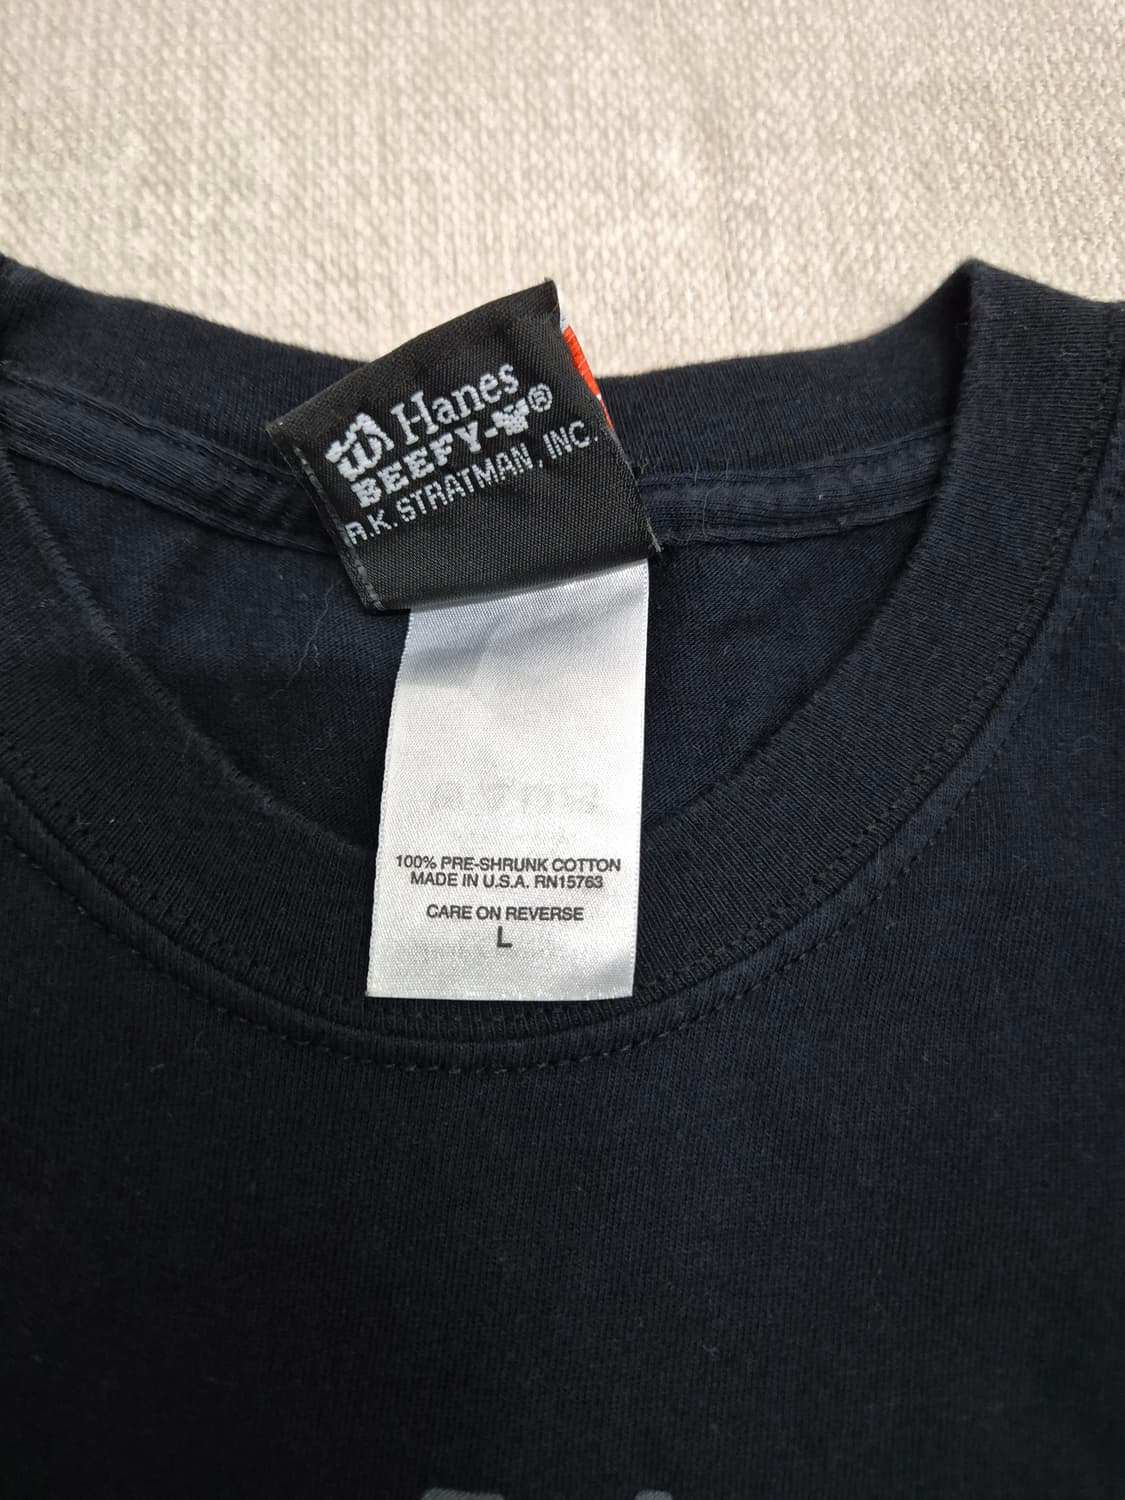 Hanes
BEEFY-T®
R.K. STRATMAN, INC.
100% PRE-SHRUNK COTTON
MADE IN U.S.A. RN15763
CARE ON REVERSE
L